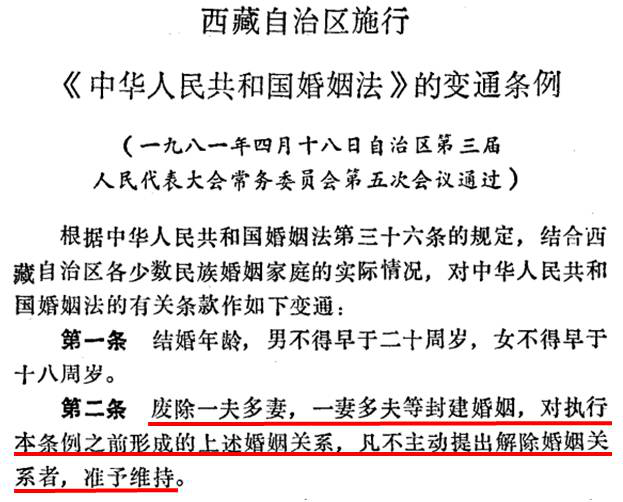 西藏自治区施行
《中华人民共和国婚姻法》的变通条例
(一九八一年四月十八日自治区第三届
人民代表大会常务委员会第五次会议通过)
根据中华人民共和国婚姻法第三十六条的规定，结合西
藏自治区各少数民族婚姻家庭的实际情况，对中华人民共和
国婚姻法的有关条款作如下变通：
第一条 结婚年龄，男不得早于二十周岁，女不得早于
十八周岁。
第二条 废除一夫多妻，一妻多夫等封建婚姻，对执行
本条例之前形成的上述婚姻关系，凡不主动提出解除婚姻关
系者，准予维持。